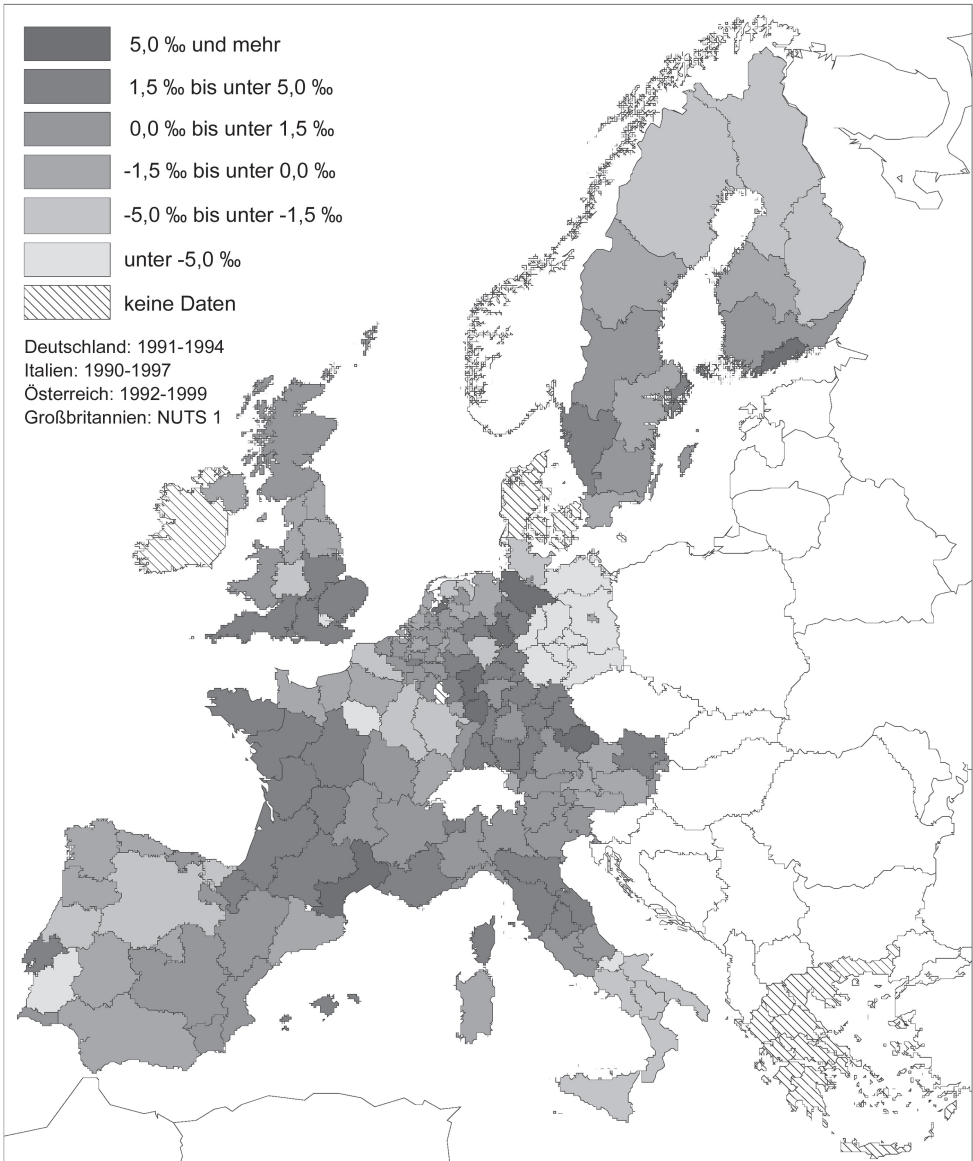 5,0 ‰ und mehr
1,5 ‰ bis unter 5,0 ‰
0,0 ‰ bis unter 1,5 ‰
-1,5 ‰ bis unter 0,0 ‰
-5,0 ‰ bis unter -1,5 ‰
unter -5,0 ‰
keine Daten
Deutschland: 1991-1994
Italien: 1990-1997
Österreich: 1992-1999
Großbritannien: NUTS 1